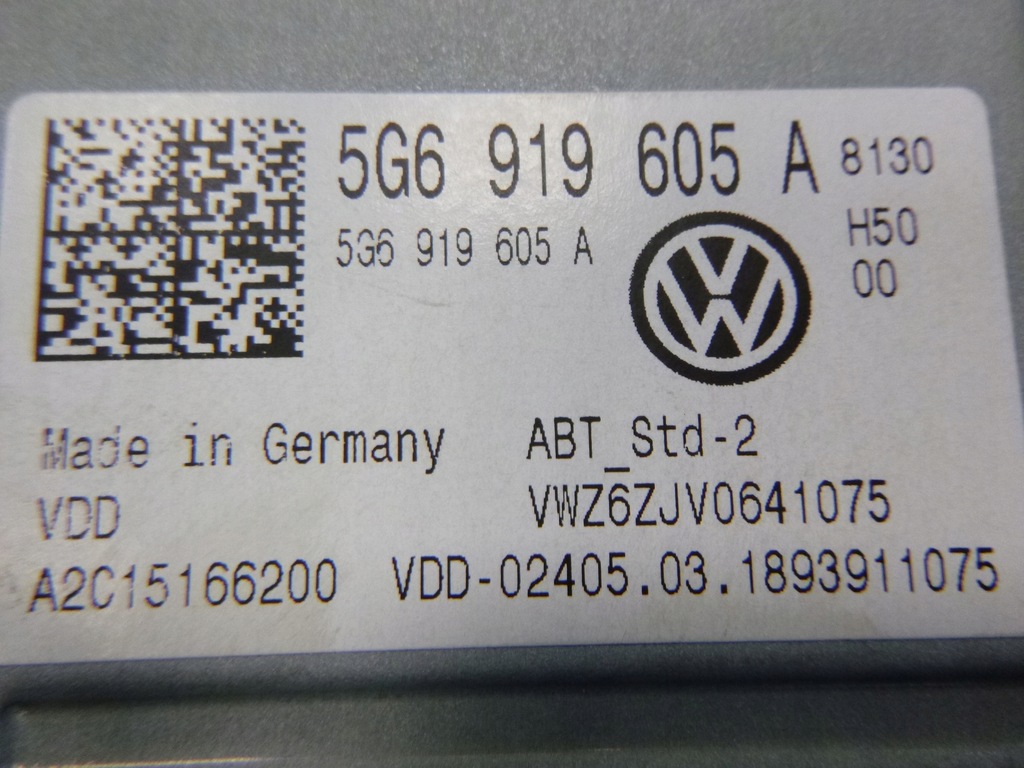 5G6 919 605 A 8130
5G6 919 605 A H50
00
Made in Germany ABT_Std-2
VDD VWZ6ZJV0641075
A2C15166200 VDD-02405.03.1893911075